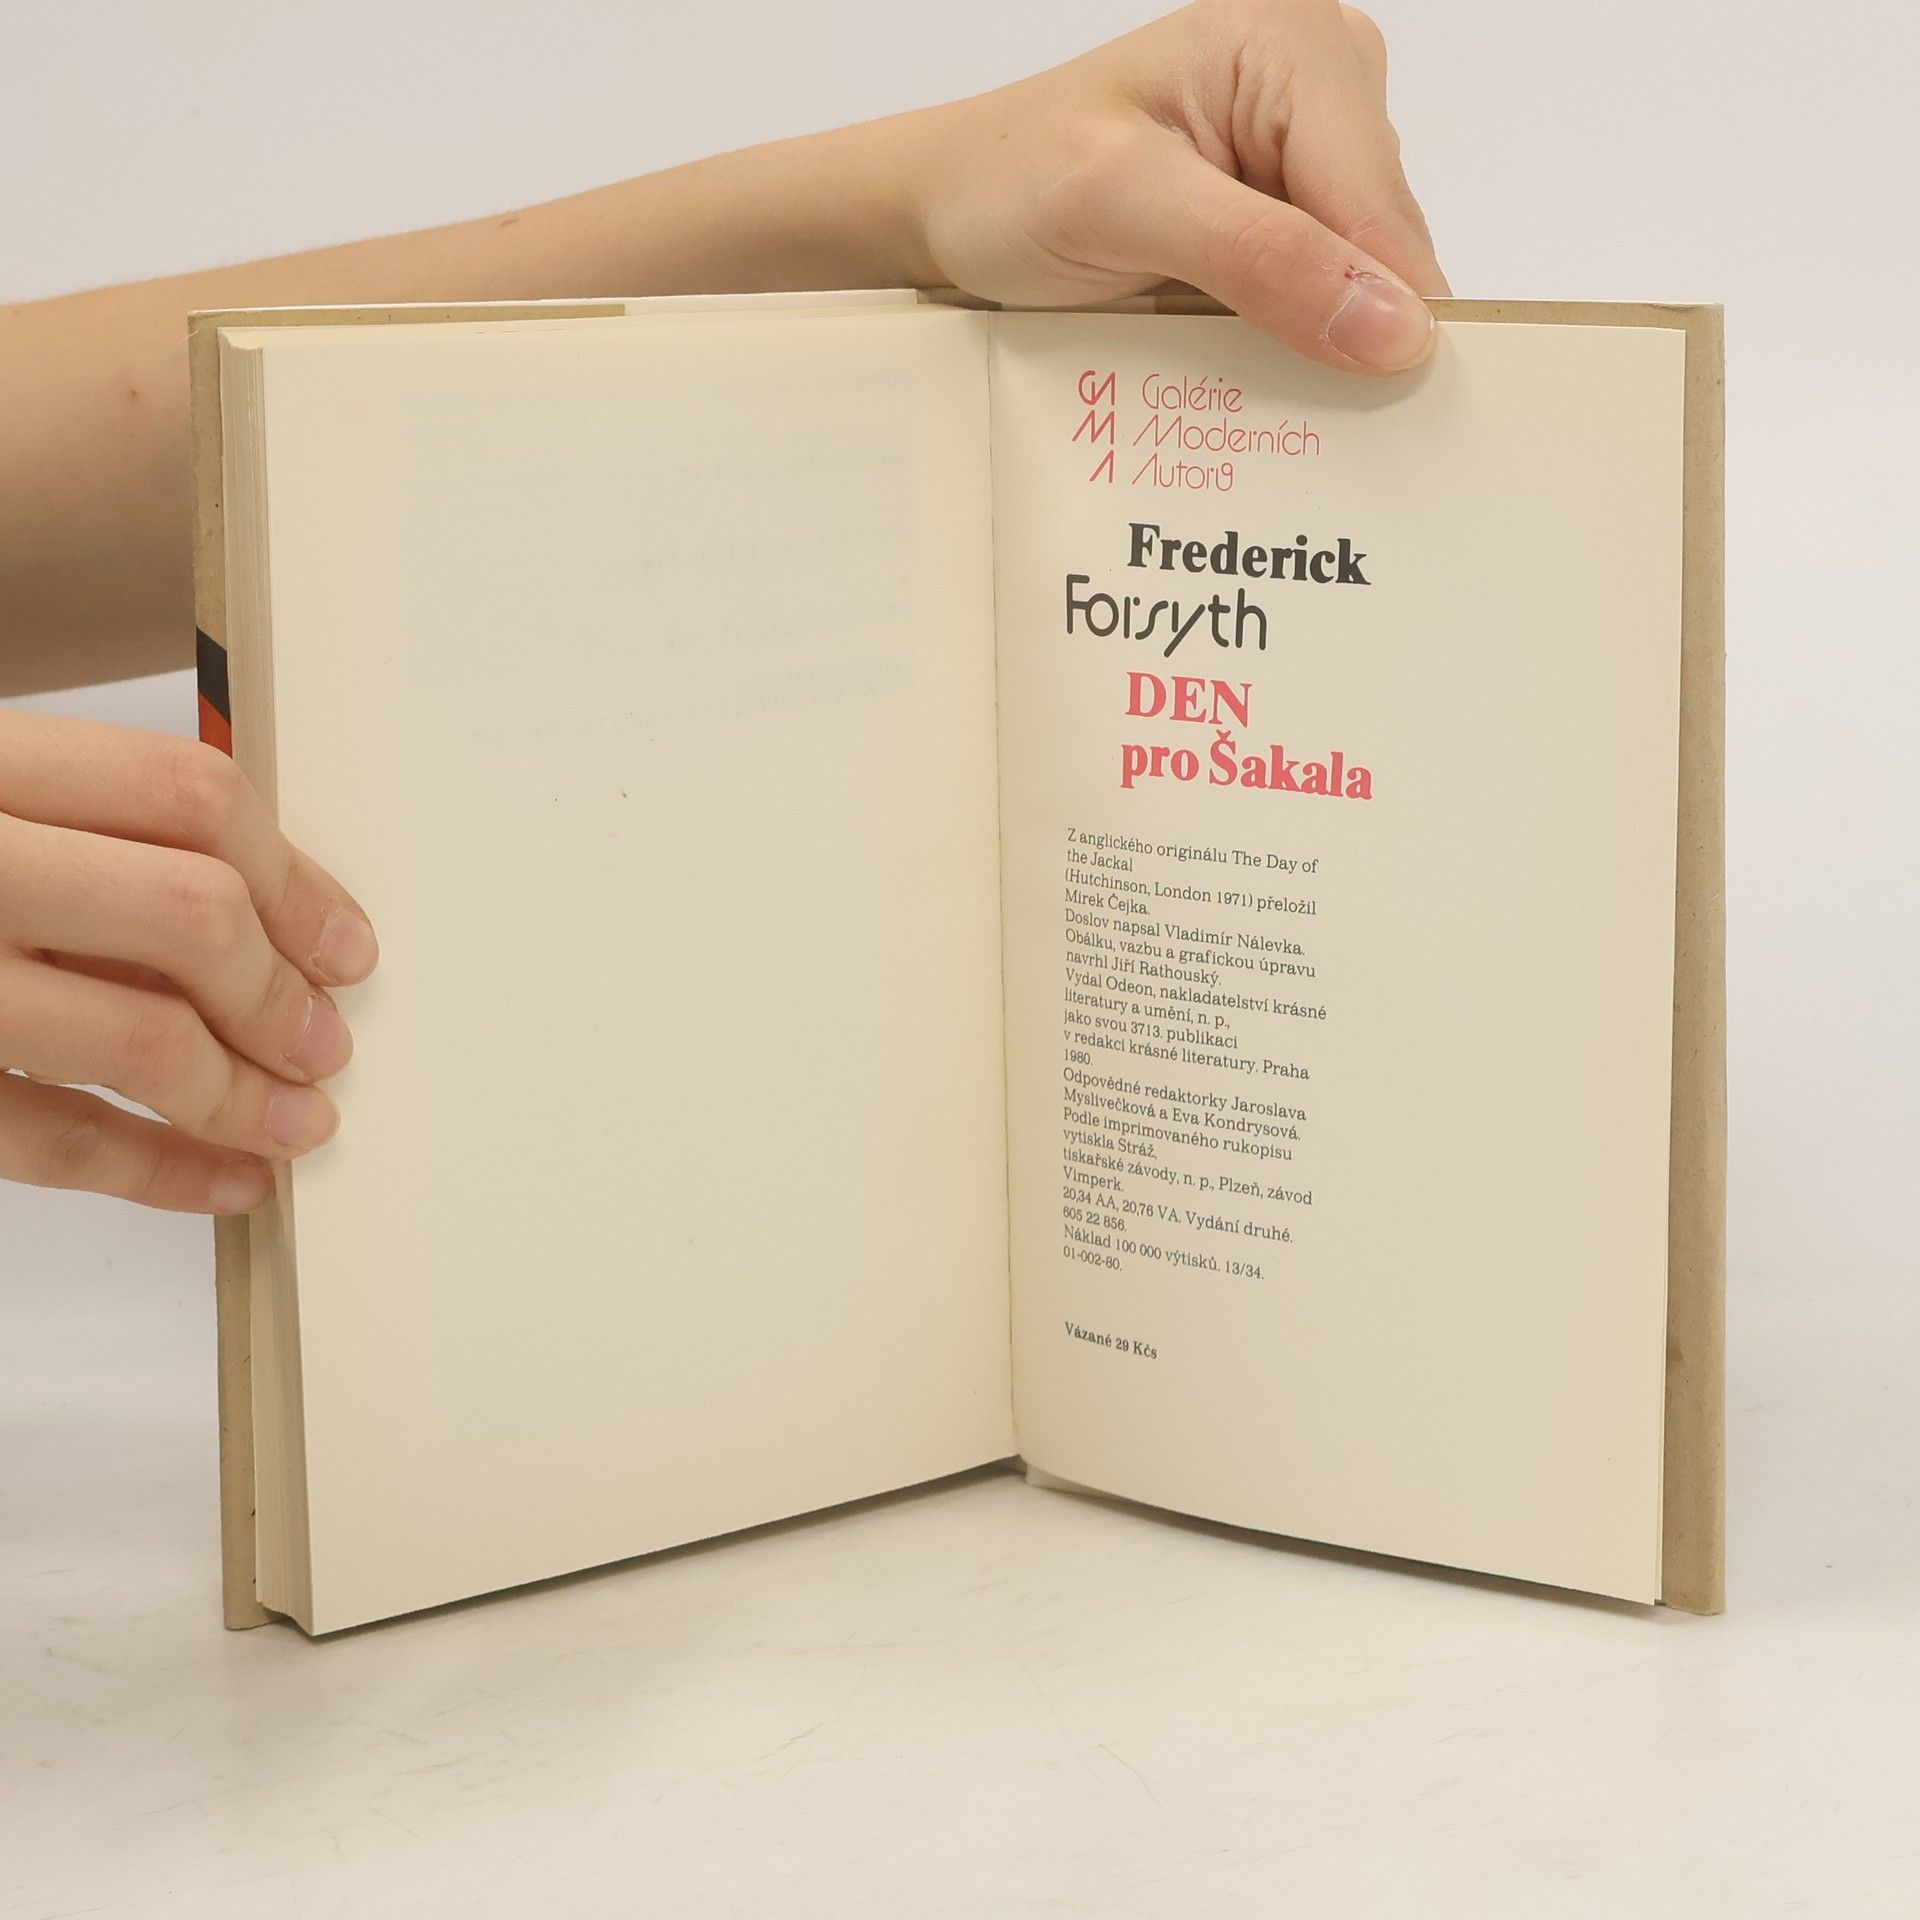 GMA Galérie
Moderních
Autorů
Frederick
Forsyth
DEN
pro Šakala
Z anglického originálu The Day of
the Jackal
(Hutchinson, London 1971) přeložil
Mirek Čejka.
Doslov napsal Vladimír Nálevka.
Obálku, vazbu a grafickou úpravu
navrhl Jiří Rathouský.
Vydal Odeon, nakladatelství krásné
literatury a umění, n. p.,
jako svou 3713. publikaci
v redakci krásné literatury. Praha
1980.
Odpovědné redaktorky Jaroslava
Myslivečková a Eva Kondrysová.
Podle imprimovaného rukopisu
vytiskla Stráž,
tiskařské závody, n. p., Plzeň, závod
Vimperk.
20,34 AA, 20,76 VA. Vydání druhé.
605 22 856.
Náklad 100 000 výtisků. 13/34.
01-002-80.
Vázané 29 Kčs